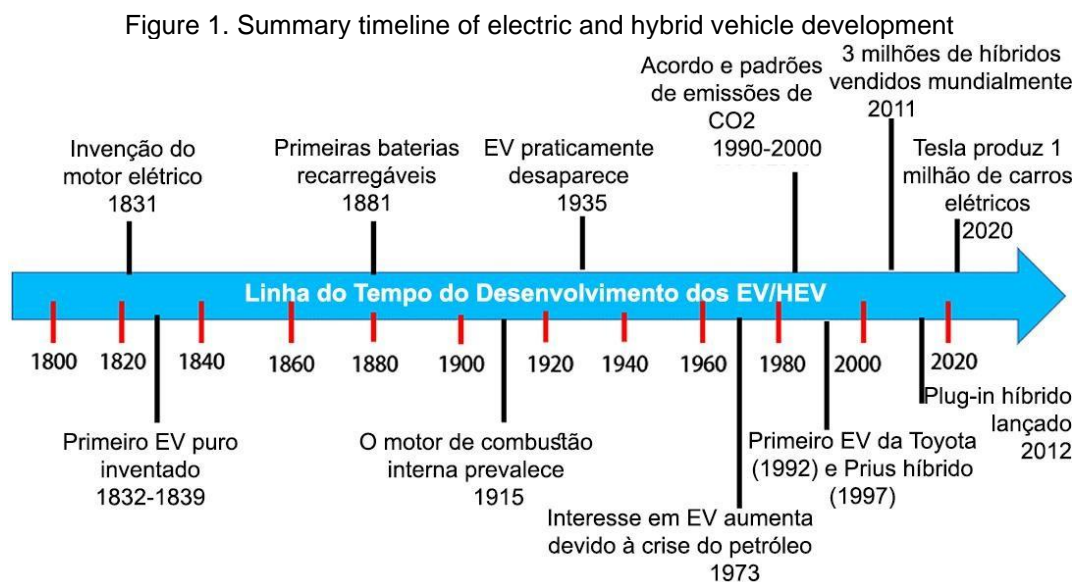 Figure 1. Summary timeline of electric and hybrid vehicle development
Invenção do
motor elétrico
1831
Primeiras baterias
recarregáveis
1881
EV praticamente
desaparece
1935
Acordo e padrões
de emissões de
CO2
1990-2000
3 milhões de híbridos
vendidos mundialmente
2011
Tesla produz 1
milhão de carros
elétricos
2020
Linha do Tempo do Desenvolvimento dos EV/HEV
1800 1820 1840 1860 1880 1900 1920 1940 1960 1980 2000 2020
Primeiro EV puro
inventado
1832-1839
O motor de combustão
interna prevalece
1915
Interesse em EV aumenta
devido à crise do petróleo
1973
Primeiro EV da Toyota
(1992) e Prius híbrido
(1997)
Plug-in híbrido
lançado
2012